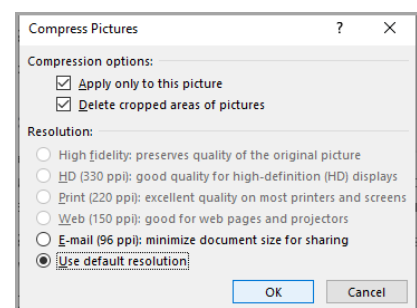 Compress Pictures ? ×
Compression options:
Apply only to this picture
Delete cropped areas of pictures
Resolution:
High fidelity: preserves quality of the original picture
HD (330 ppi): good quality for high-definition (HD) displays
Print (220 ppi): excellent quality on most printers and screens
Web (150 ppi): good for web pages and projectors
E-mail (96 ppi): minimize document size for sharing
Use default resolution
OK Cancel